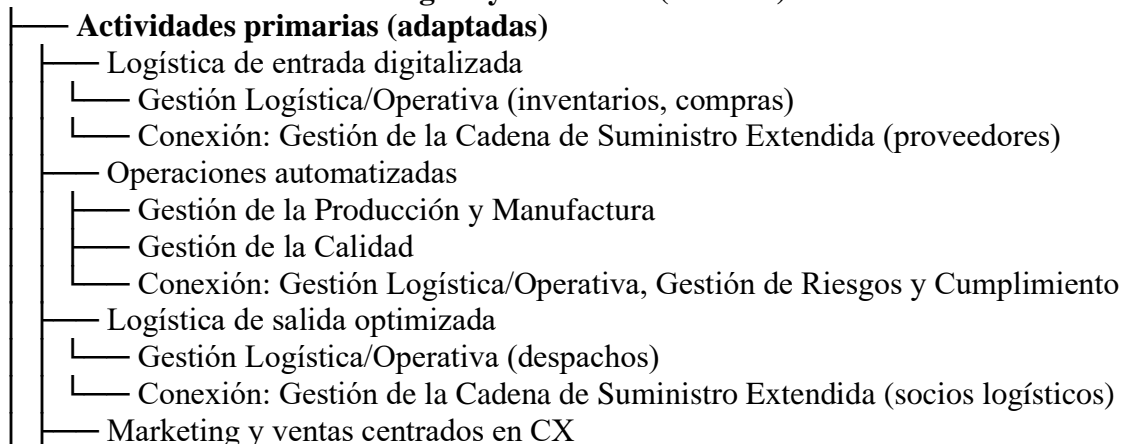 Actividades primarias (adaptadas)
Logística de entrada digitalizada
Gestión Logística/Operativa (inventarios, compras)
Conexión: Gestión de la Cadena de Suministro Extendida (proveedores)
Operaciones automatizadas
Gestión de la Producción y Manufactura
Gestión de la Calidad
Conexión: Gestión Logística/Operativa, Gestión de Riesgos y Cumplimiento
Logística de salida optimizada
Gestión Logística/Operativa (despachos)
Conexión: Gestión de la Cadena de Suministro Extendida (socios logísticos)
Marketing y ventas centrados en CX